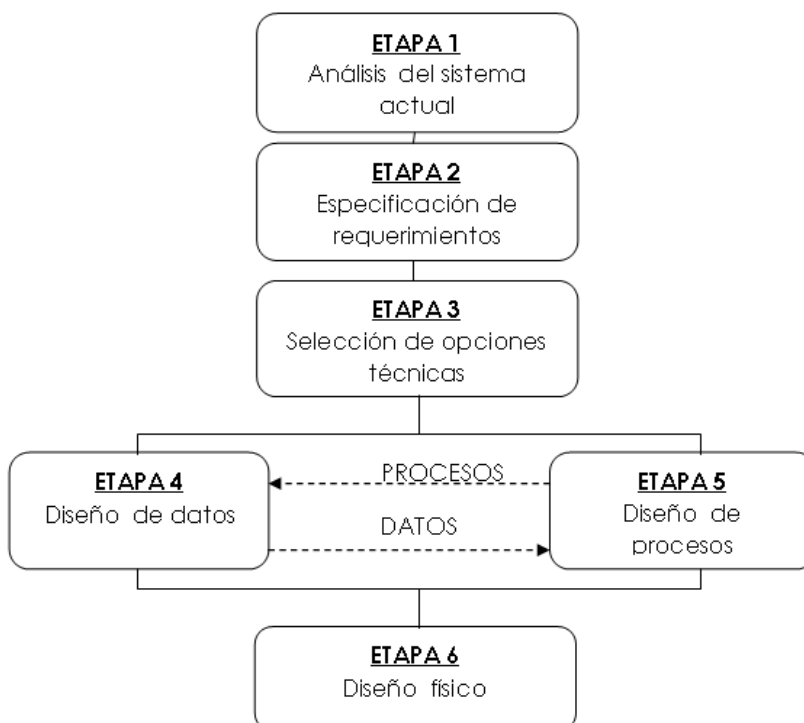 ETAPA 1
Análisis del sistema
actual
ETAPA 2
Especificación de
requerimientos
ETAPA 3
Selección de opciones
técnicas
ETAPA 4
Diseño de datos
PROCESOS
DATOS
ETAPA 5
Diseño de
procesos
ETAPA 6
Diseño físico